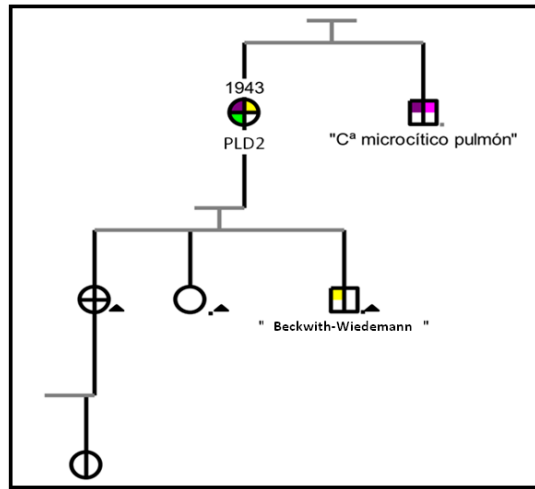 1943
PLD2
"Cª microcítico pulmón"
" Beckwith-Wiedemann "